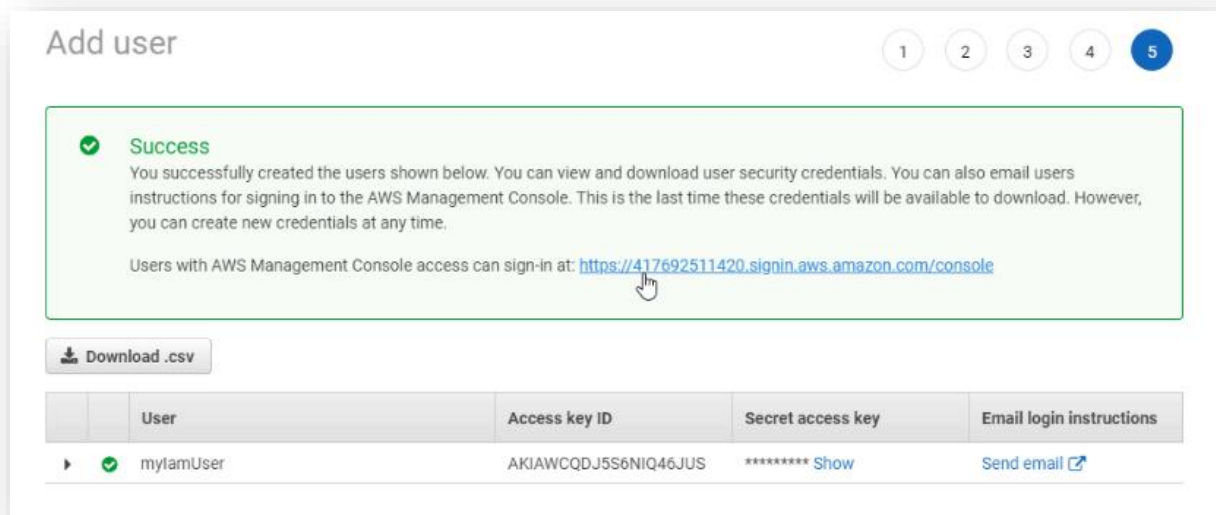 Add user
1 2 3 4 5
Success
You successfully created the users shown below. You can view and download user security credentials. You can also email users
instructions for signing in to the AWS Management Console. This is the last time these credentials will be available to download. However,
you can create new credentials at any time.
Users with AWS Management Console access can sign-in at: https://417692511420.signin.aws.amazon.com/console
Download .csv
User Access key ID Secret access key Email login instructions
myIamUser AKIAWCQDJ5S6NIQ46JUS ********* Show Send email